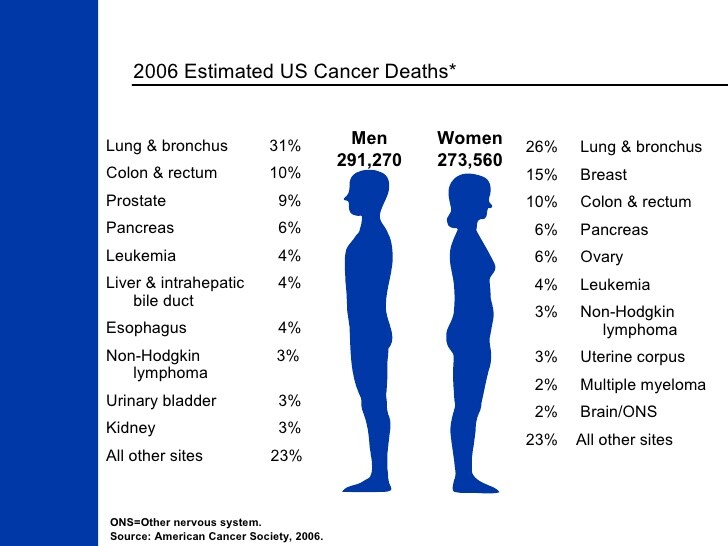 2006 Estimated US Cancer Deaths*
Men
291,270
Women
273,560
Lung & bronchus 31%
Colon & rectum 10%
Prostate 9%
Pancreas 6%
Leukemia 4%
Liver & intrahepatic 4%
bile duct
Esophagus 4%
Non-Hodgkin 3%
lymphoma
Urinary bladder 3%
Kidney 3%
All other sites 23%
26% Lung & bronchus
15% Breast
10% Colon & rectum
6% Pancreas
6% Ovary
4% Leukemia
3% Non-Hodgkin
lymphoma
3% Uterine corpus
2% Multiple myeloma
2% Brain/ONS
23% All other sites
ONS=Other nervous system.
Source: American Cancer Society, 2006.